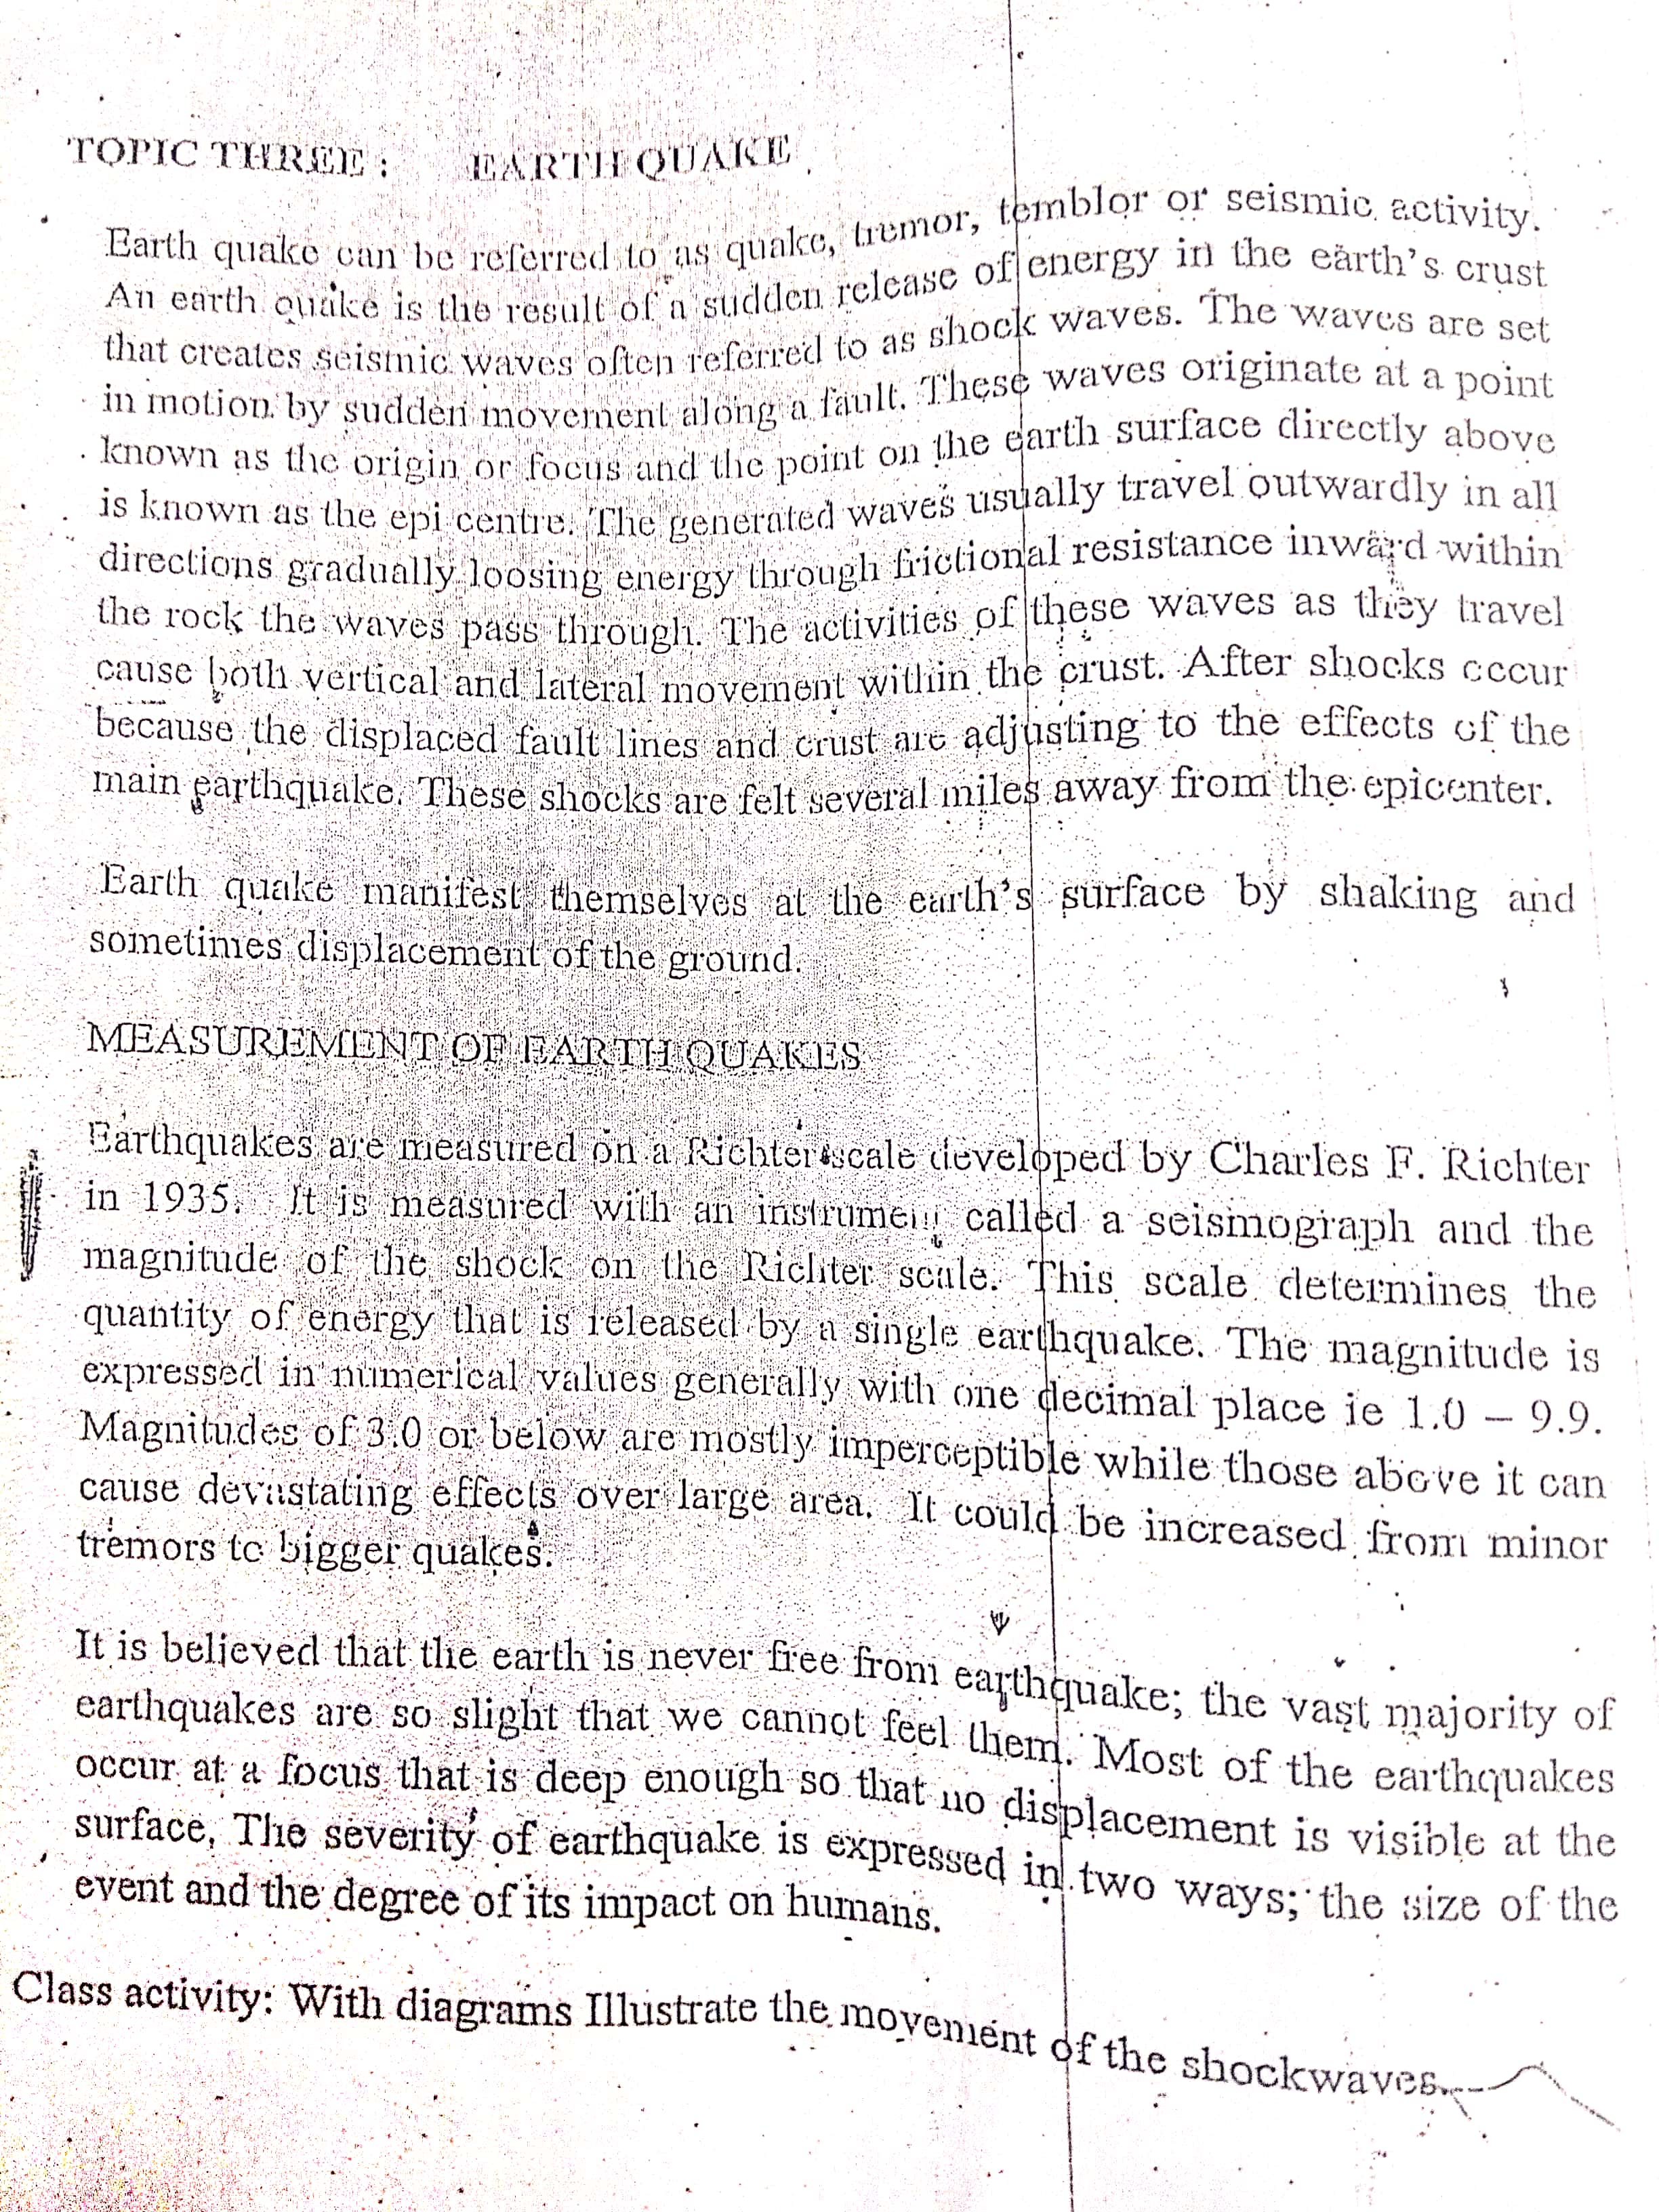 TOPIC THREE : EARTH QUAKE
Earth quake can be referred to as quake, tremor, temblor or seismic activity.
An earth quake is the result of a sudden release of energy in the earth's crust
that creates seismic waves often referred to as shock waves. The waves are set
in motion by sudden movement along a fault. These waves originate at a point
known as the origin or focus and the point on the earth surface directly above
is known as the epi centre. The generated waves usually travel outwardly in all
directions gradually loosing energy through frictional resistance inward within
the rock the waves pass through. The activities of these waves as they travel
cause both vertical and lateral movement within the crust. After shocks occur
because the displaced fault lines and crust are adjusting to the effects of the
main earthquake. These shocks are felt several miles away from the epicenter.
Earth quake manifest themselves at the earth's surface by shaking and
sometimes displacement of the ground.
MEASUREMENT OF EARTH QUAKES
Earthquakes are measured on a Richter scale developed by Charles F. Richter
in 1935. It is measured with an instrument called a seismograph and the
magnitude of the shock on the Richter scale. This scale determines the
quantity of energy that is released by a single earthquake. The magnitude is
expressed in numerical values generally with one decimal place ie 1.0 – 9.9.
Magnitudes of 3.0 or below are mostly imperceptible while those above it can
cause devastating effects over large area. It could be increased from minor
tremors to bigger quakes.
It is believed that the earth is never free from earthquake; the vast majority of
earthquakes are so slight that we cannot feel them. Most of the earthquakes
occur at a focus that is deep enough so that no displacement is visible at the
surface. The severity of earthquake is expressed in two ways; the size of the
event and the degree of its impact on humans.
Class activity: With diagrams Illustrate the movement of the shockwaves.